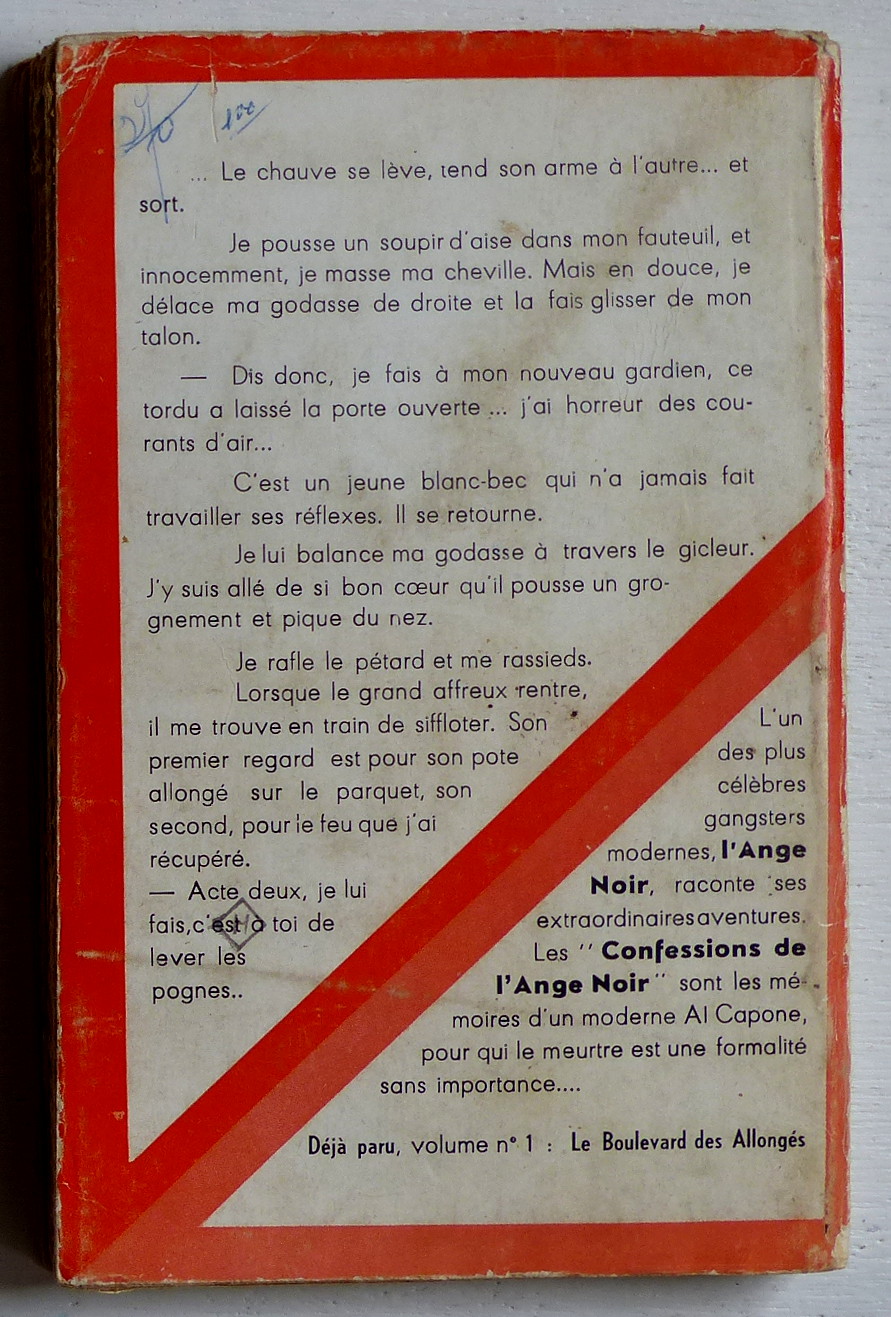 100
... Le chauve se lève, tend son arme à l'autre... et
sort.
Je pousse un soupir d'aise dans mon fauteuil, et
innocemment, je masse ma cheville. Mais en douce, je
délace ma godasse de droite et la fais glisser de mon
talon.
— Dis donc, je fais à mon nouveau gardien, ce
tordu a laissé la porte ouverte ... j'ai horreur des cou-
rants d'air...
C'est un jeune blanc-bec qui n'a jamais fait
travailler ses réflexes. Il se retourne.
Je lui balance ma godasse à travers le gicleur.
J'y suis allé de si bon cœur qu'il pousse un gro-
gnement et pique du nez.
Je rafle le pétard et me rassieds.
Lorsque le grand affreux rentre,
il me trouve en train de siffloter. Son
premier regard est pour son pote
allongé sur le parquet, son
second, pour le feu que j'ai
récupéré.
— Acte deux, je lui
fais, c'est à toi de
lever les
pognes..
L'un
des plus
célèbres
gangsters
modernes, l'Ange
Noir, raconte ses
extraordinaires aventures.
Les " Confessions de
l'Ange Noir " sont les mé-
moires d'un moderne Al Capone,
pour qui le meurtre est une formalité
sans importance....
Déjà paru, volume n° 1 : Le Boulevard des Allongés